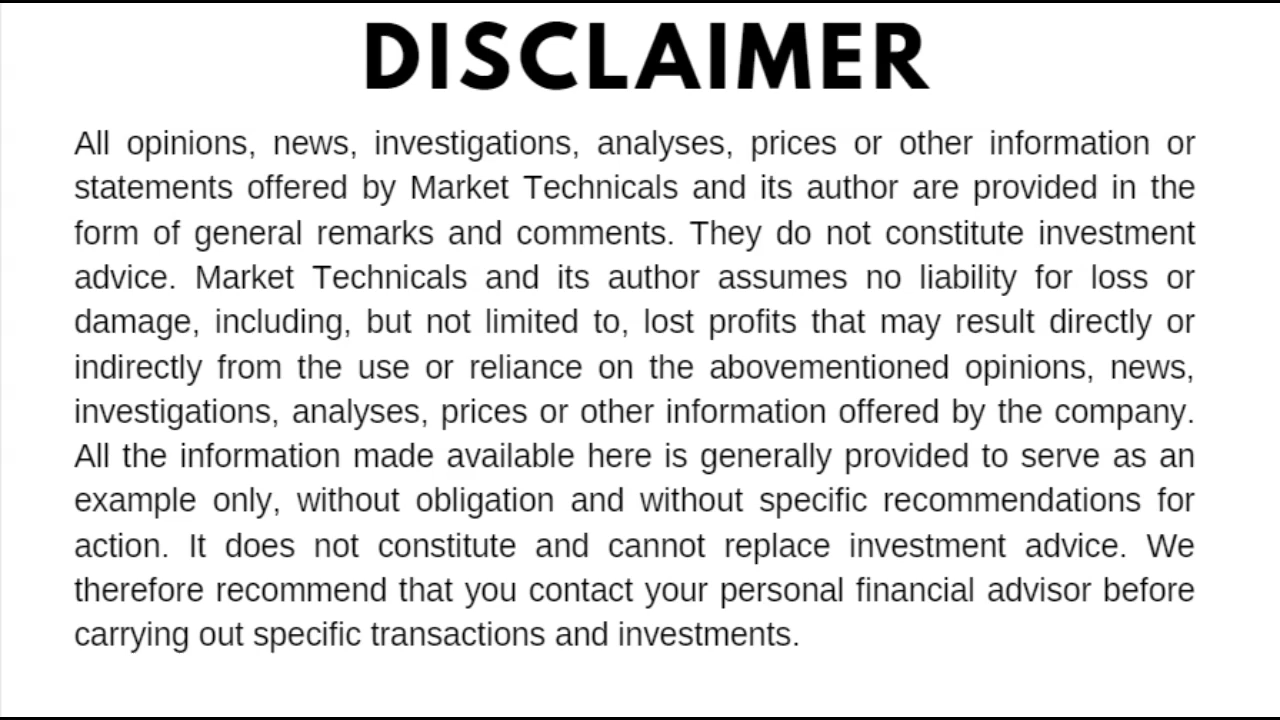 DISCLAIMER
All opinions, news, investigations, analyses, prices or other information or
statements offered by Market Technicals and its author are provided in the
form of general remarks and comments. They do not constitute investment
advice. Market Technicals and its author assumes no liability for loss or
damage, including, but not limited to, lost profits that may result directly or
indirectly from the use or reliance on the abovementioned opinions, news,
investigations, analyses, prices or other information offered by the company.
All the information made available here is generally provided to serve as an
example only, without obligation and without specific recommendations for
action. It does not constitute and cannot replace investment advice. We
therefore recommend that you contact your personal financial advisor before
carrying out specific transactions and investments.